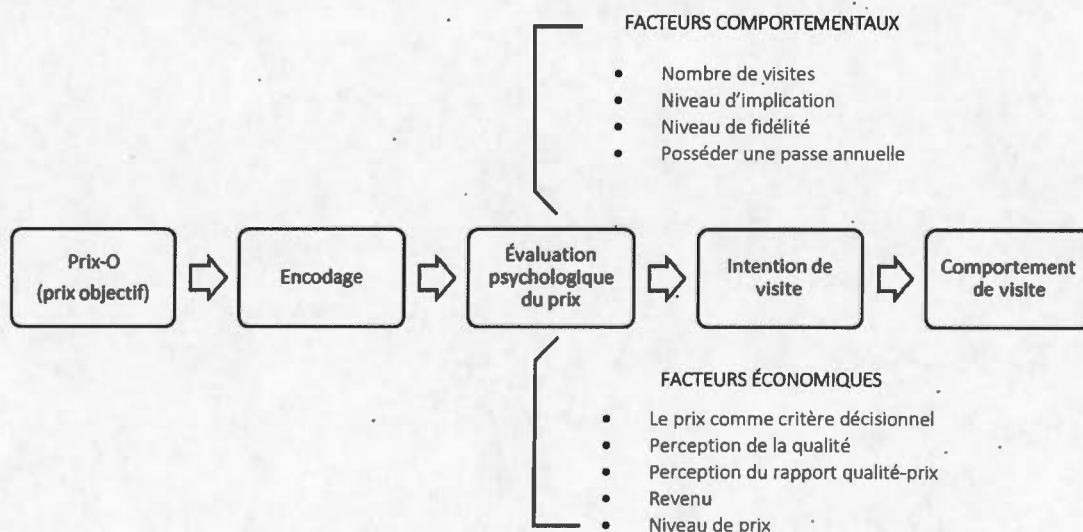 FACTEURS COMPORTEMENTAUX
• Nombre de visites
• Niveau d'implication
• Niveau de fidélité
• Posséder une passe annuelle
Prix-O
(prix objectif)
Encodage
Évaluation
psychologique
du prix
Intention de
visite
Comportement
de visite
FACTEURS ÉCONOMIQUES
• Le prix comme critère décisionnel
• Perception de la qualité
• Perception du rapport qualité-prix
• Revenu
• Niveau de prix